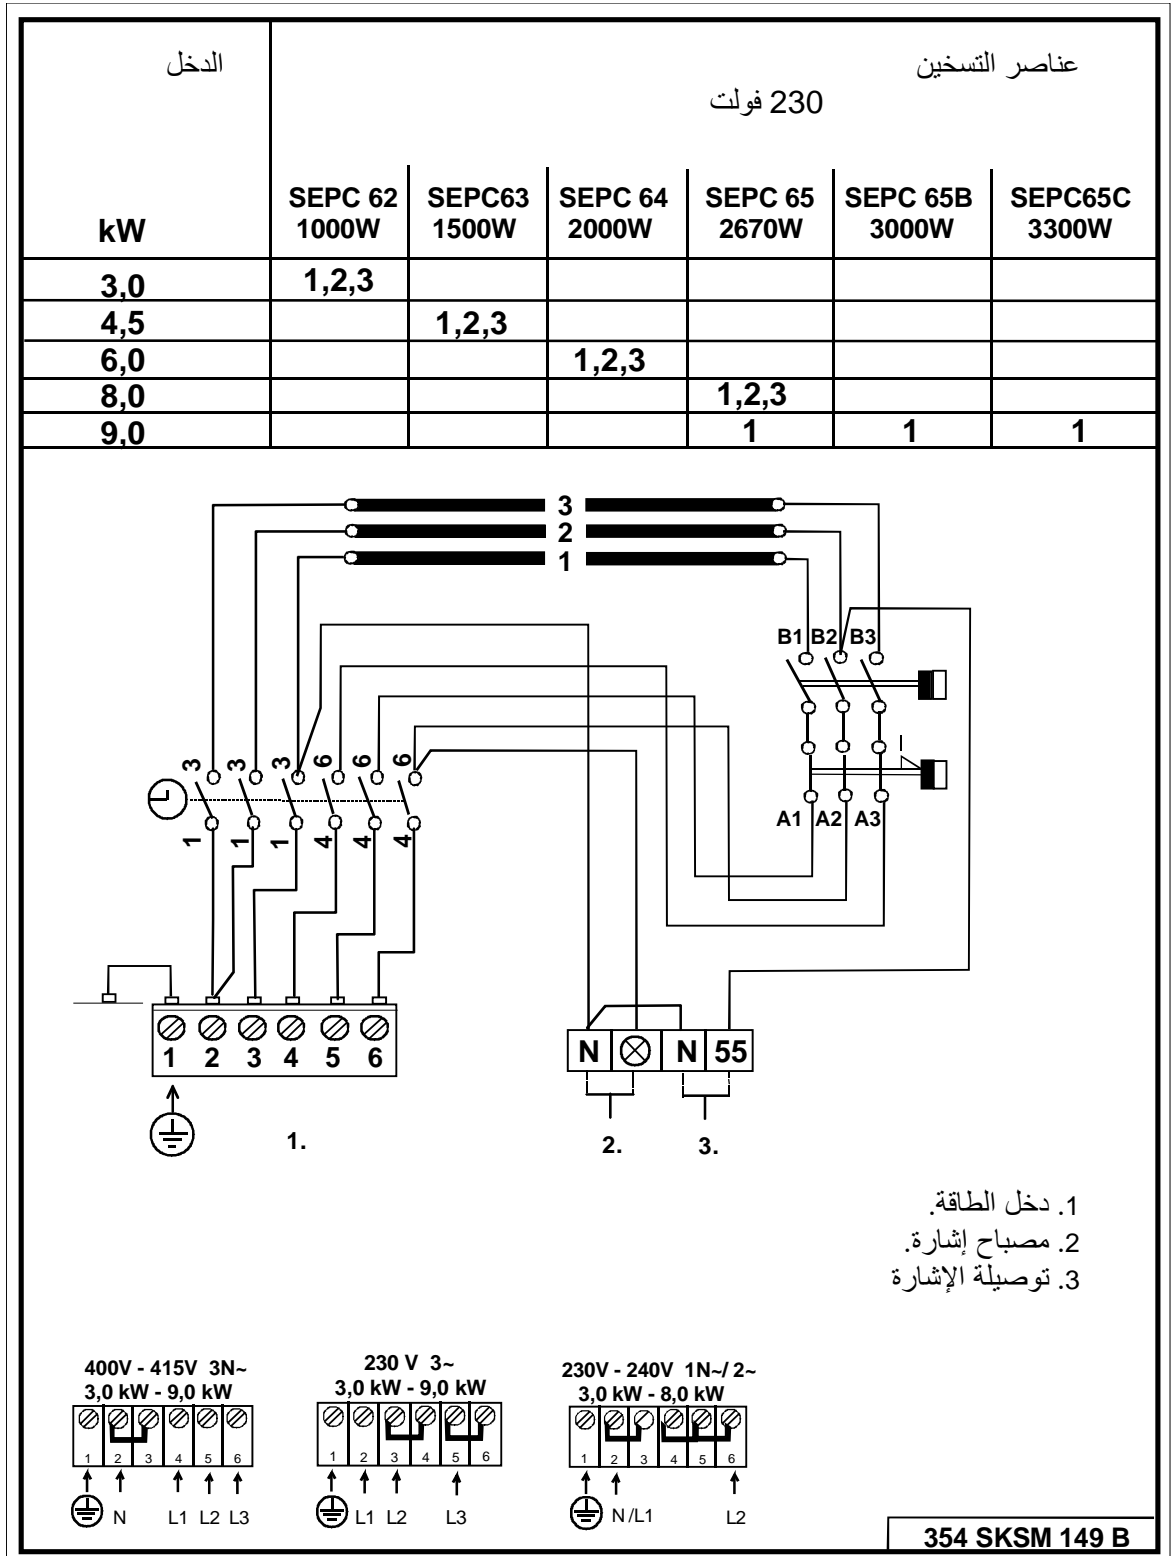 الدخل
عناصر التسخين
230 فولت
kW
SEPC 62 SEPC63 SEPC 64 SEPC 65 SEPC 65B SEPC65C
1000W 1500W 2000W 2670W 3000W 3300W
3,0 1,2,3
4,5 1,2,3
6,0 1,2,3
8,0 1,2,3
9,0 1 1 1
3
2
1
B1 B2 B3
3 3 3 6 6 6
A1 A2 A3
1 1 1 4 4 4
1 2 3 4 5 6
N N 55
1.
2. 3.
1. دخل الطاقة.
2. مصباح إشارة.
3. توصيلة الإشارة
400V - 415V 3N~
3,0 kW - 9,0 kW
1 2 3 4 5 6
N L1 L2 L3
230 V 3~
3,0 kW - 9,0 kW
1 2 3 4 5 6
L1 L2 L3
230V - 240V 1N~/ 2~
3,0 kW - 8,0 kW
1 2 3 4 5 6
N /L1 L2
354 SKSM 149 B